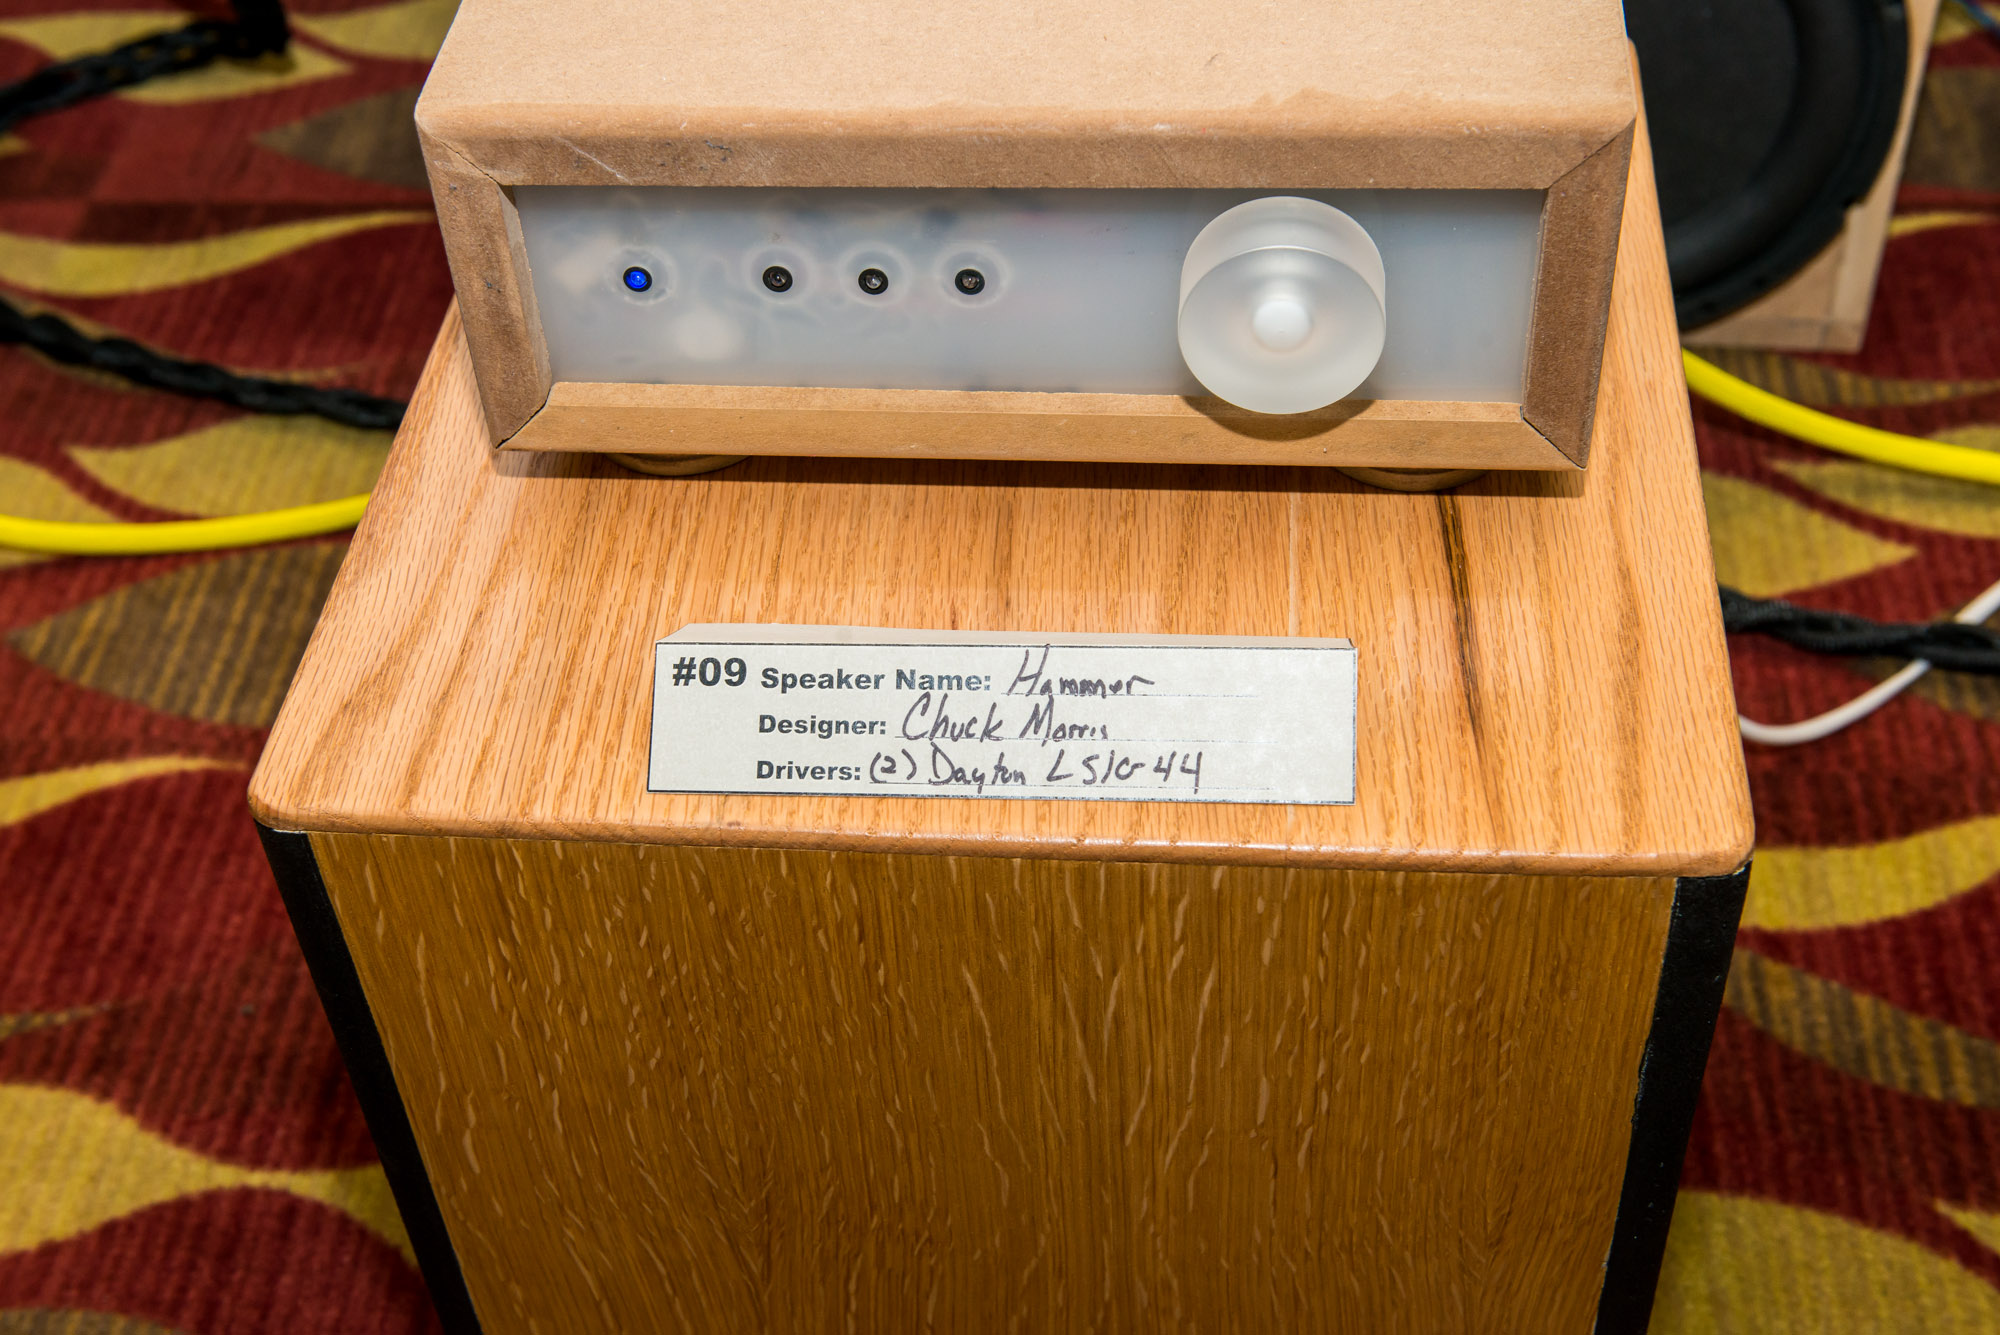 #09 Speaker Name: Hammer
Designer: Chuck Morris
Drivers: (2) Dayton LS10-44